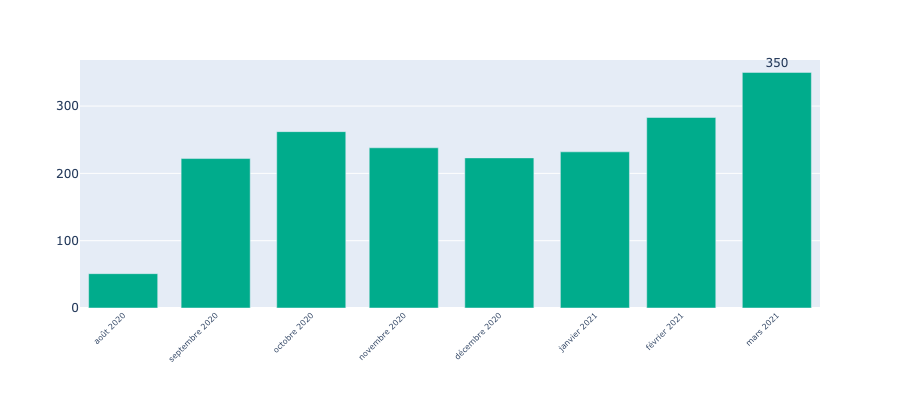 350
300
200
100
0
août 2020
septembre 2020
octobre 2020
novembre 2020
décembre 2020
janvier 2021
février 2021
mars 2021